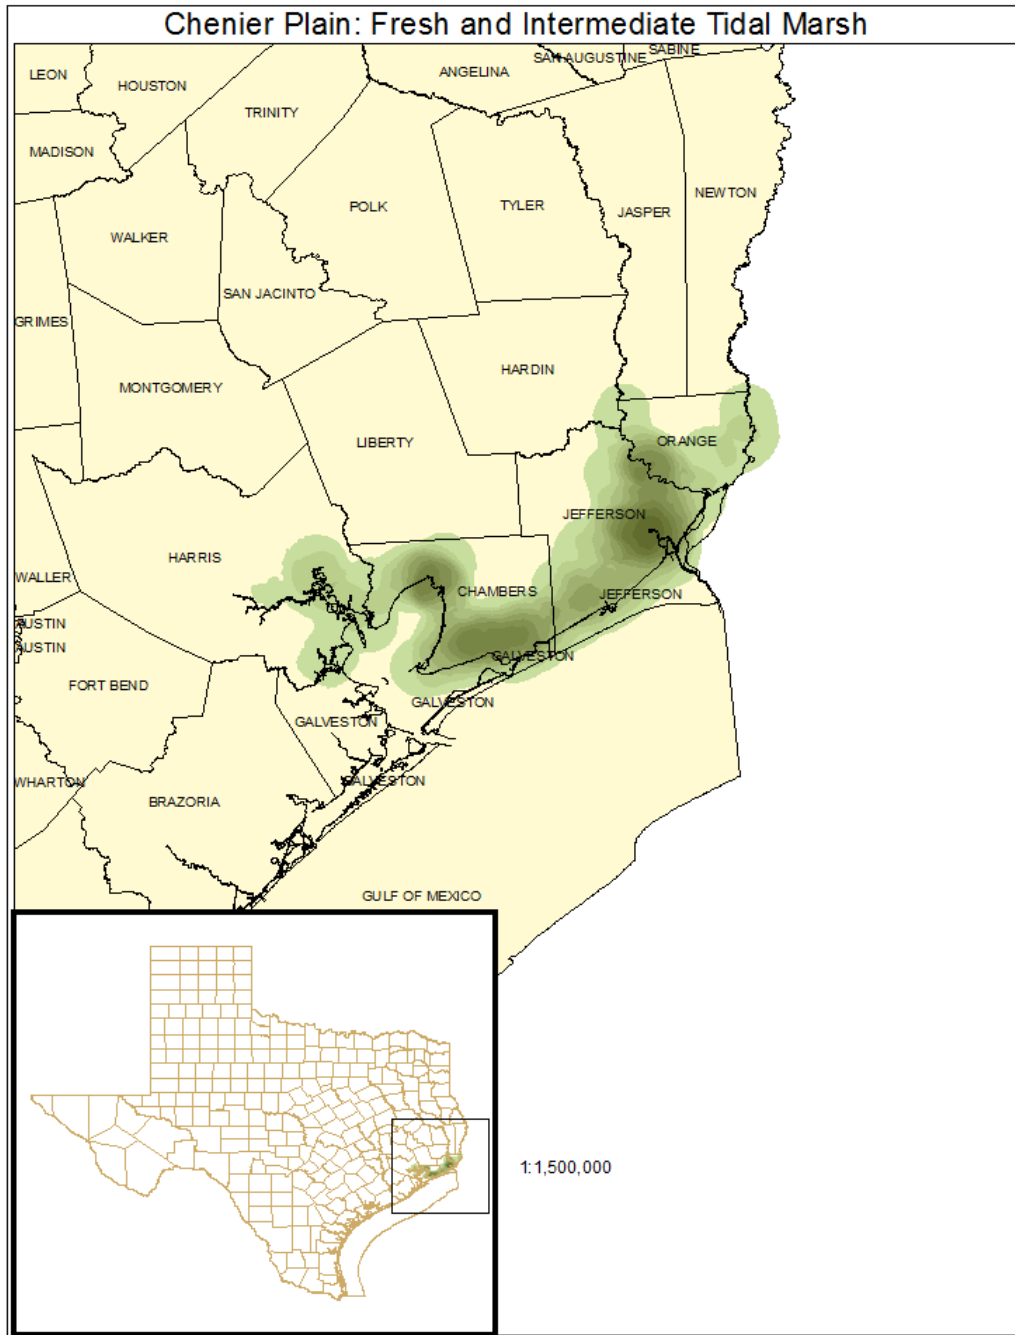 Chenier Plain: Fresh and Intermediate Tidal Marsh
SABINE
SAN AUGUSTINE
ANGELINA
LEON
HOUSTON
TRINITY
MADISON
NEWTON
POLK
TYLER
JASPER
WALKER
SAN JACINTO
GRIMES
HARDIN
MONTGOMERY
LIBERTY
ORANGE
JEFFERSON
HARRIS
WALLER
CHAMBERS
JEFFERSON
AUSTIN
AUSTIN
GALVESTON
FORT BEND
GALVESTON
GALVESTON
WHARTON
GALVESTON
BRAZORIA
GULF OF MEXICO
1:1,500,000